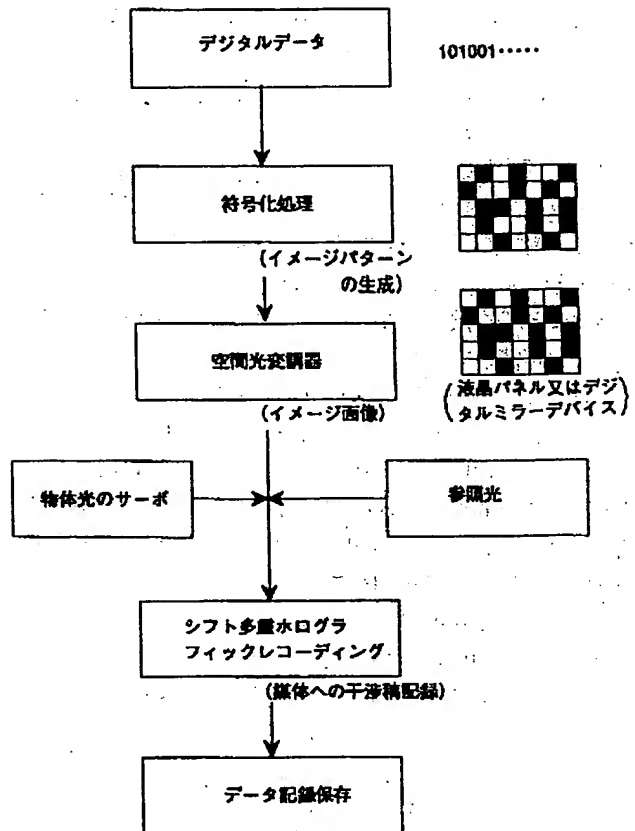 デジタルデータ
101001・・・・・
符号化処理
(イメージパターン
の生成)
空間光変調器
(液晶パネル又はデジ
タルミラーデバイス)
(イメージ画像)
物体光のサーボ
参照光
シフト多重ホログラ
フィックレコーディング
(媒体への干渉縞記録)
データ記録保存